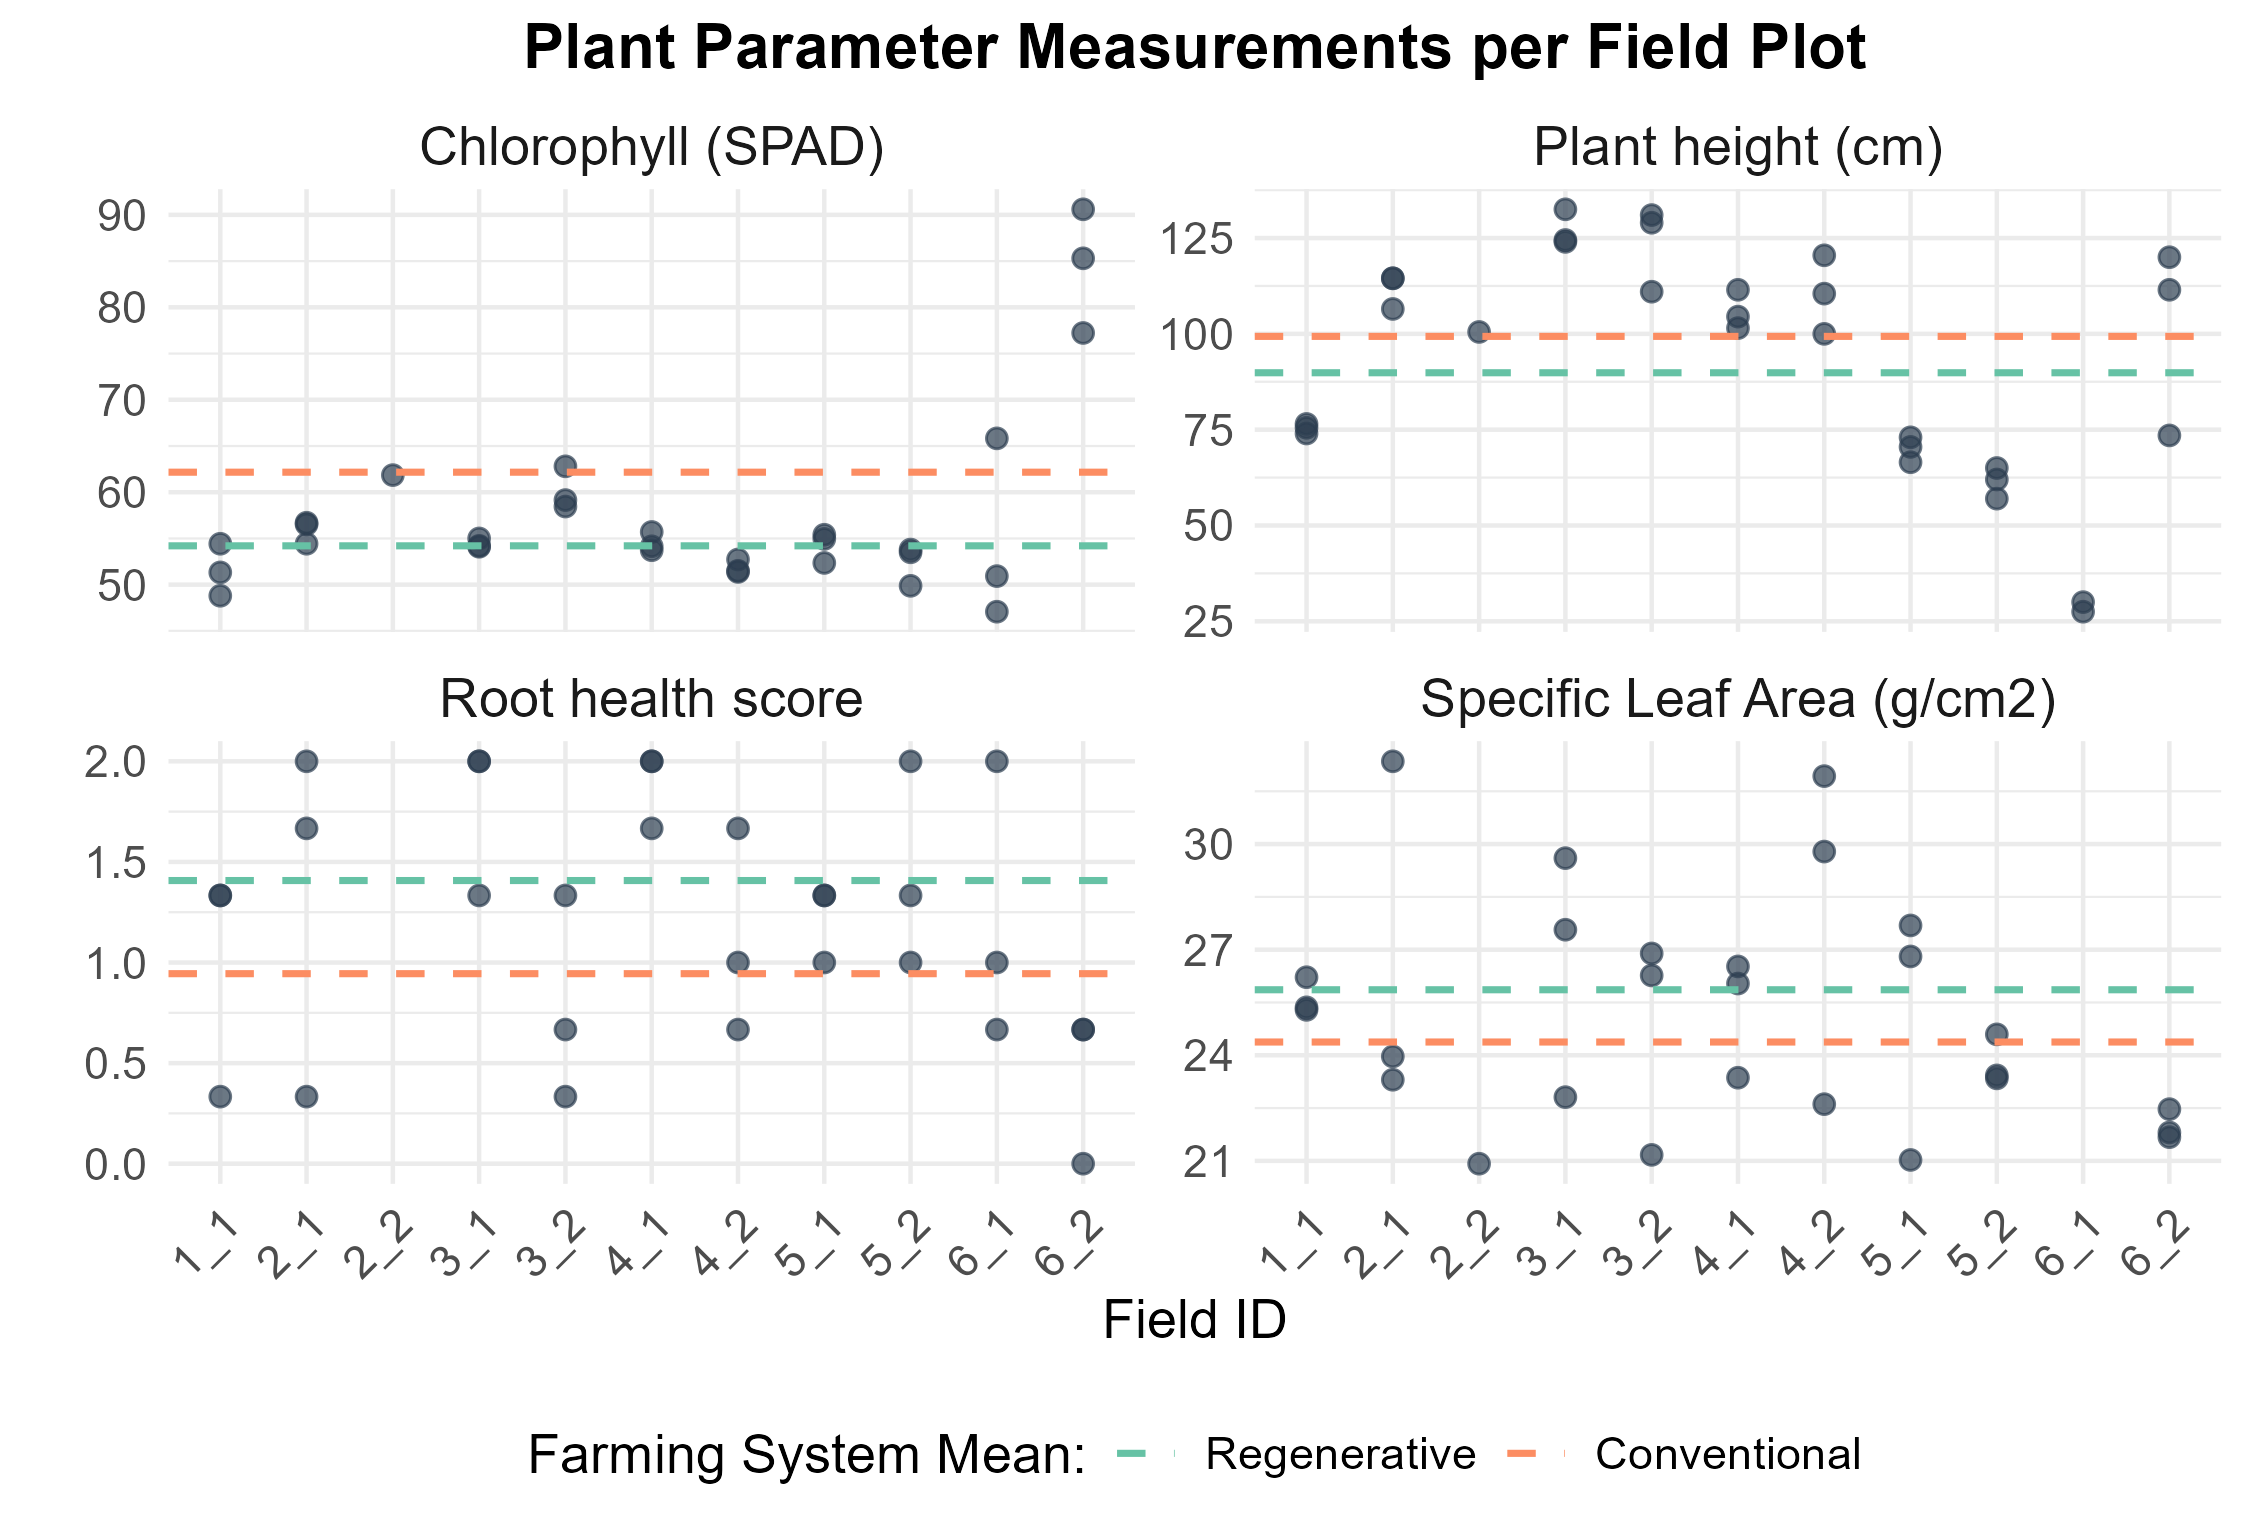 Plant Parameter Measurements per Field Plot
Chlorophyll (SPAD)
90
80
70
60
50
Plant height (cm)
125
100
75
50
25
Root health score
2.0
1.5
1.0
0.5
0.0
1_1 2_1 2_2 3_1 3_2 4_1 4_2 5_1 5_2 6_1 6_2
Specific Leaf Area (g/cm2)
30
27
24
21
1_1 2_1 2_2 3_1 3_2 4_1 4_2 5_1 5_2 6_1 6_2
Field ID
Farming System Mean: Regenerative Conventional